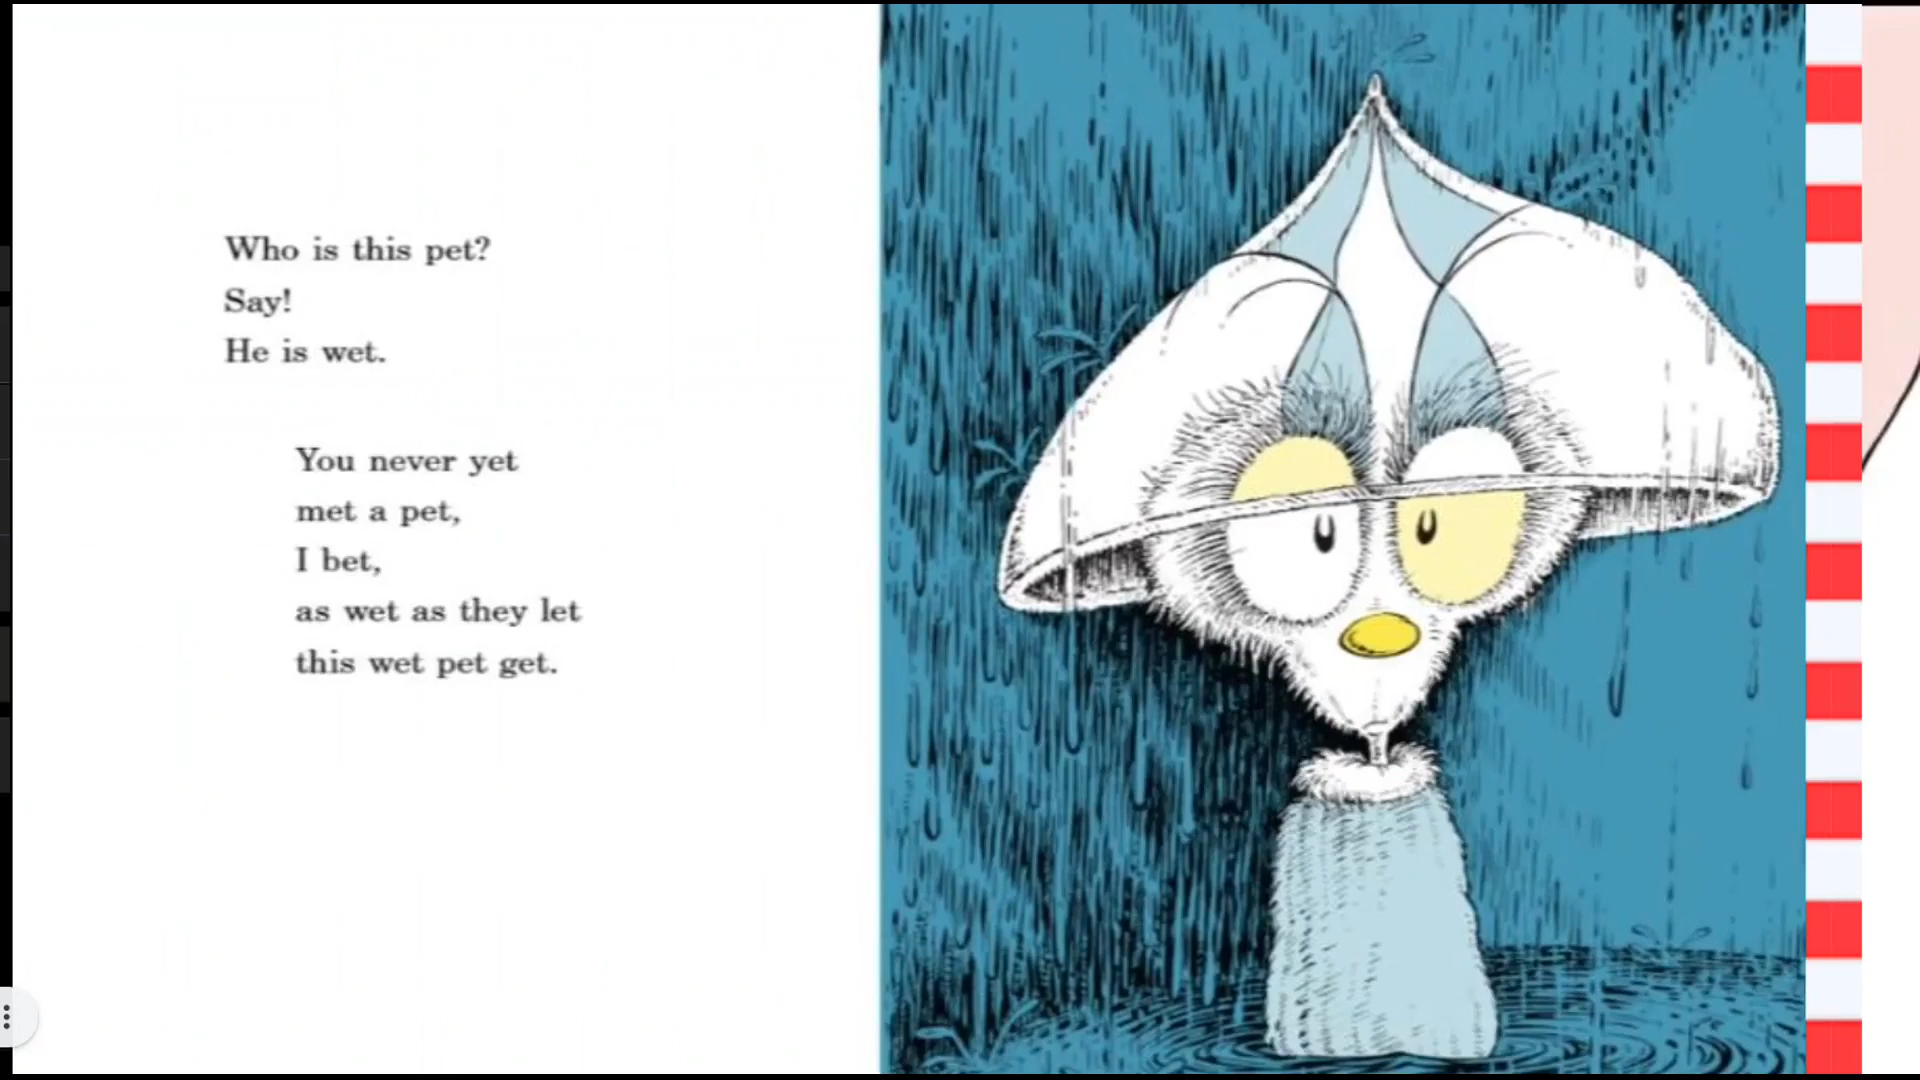 Who is this pet?
Say!
He is wet.
You never yet
met a pet,
I bet,
as wet as they let
this wet pet get.